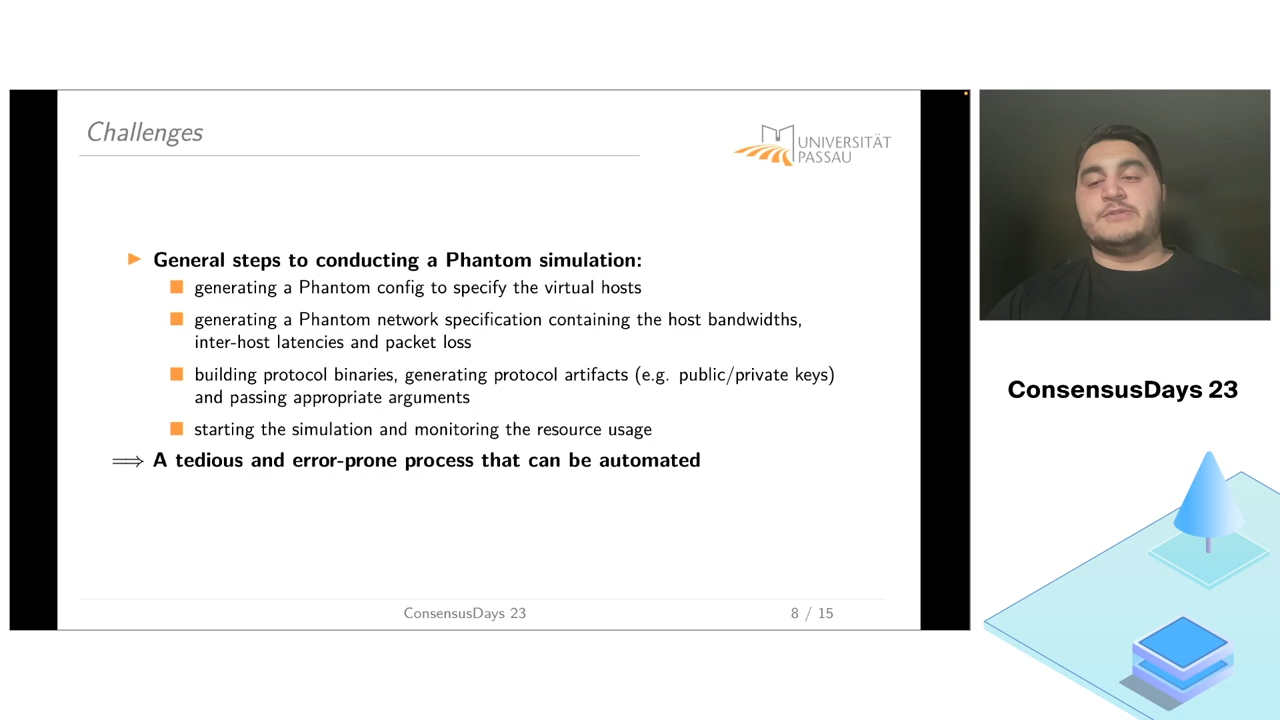 Challenges
UNIVERSITÄT
PASSAU
General steps to conducting a Phantom simulation:
generating a Phantom config to specify the virtual hosts
generating a Phantom network specification containing the host bandwidths,
inter-host latencies and packet loss
building protocol binaries, generating protocol artifacts (e.g. public/private keys)
and passing appropriate arguments
starting the simulation and monitoring the resource usage
⟹ A tedious and error-prone process that can be automated
ConsensusDays 23
8 / 15
ConsensusDays 23